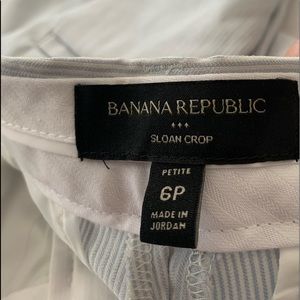 BANANA REPUBLIC
SLOAN CROP
PETITE
6P
MADE IN
JORDAN